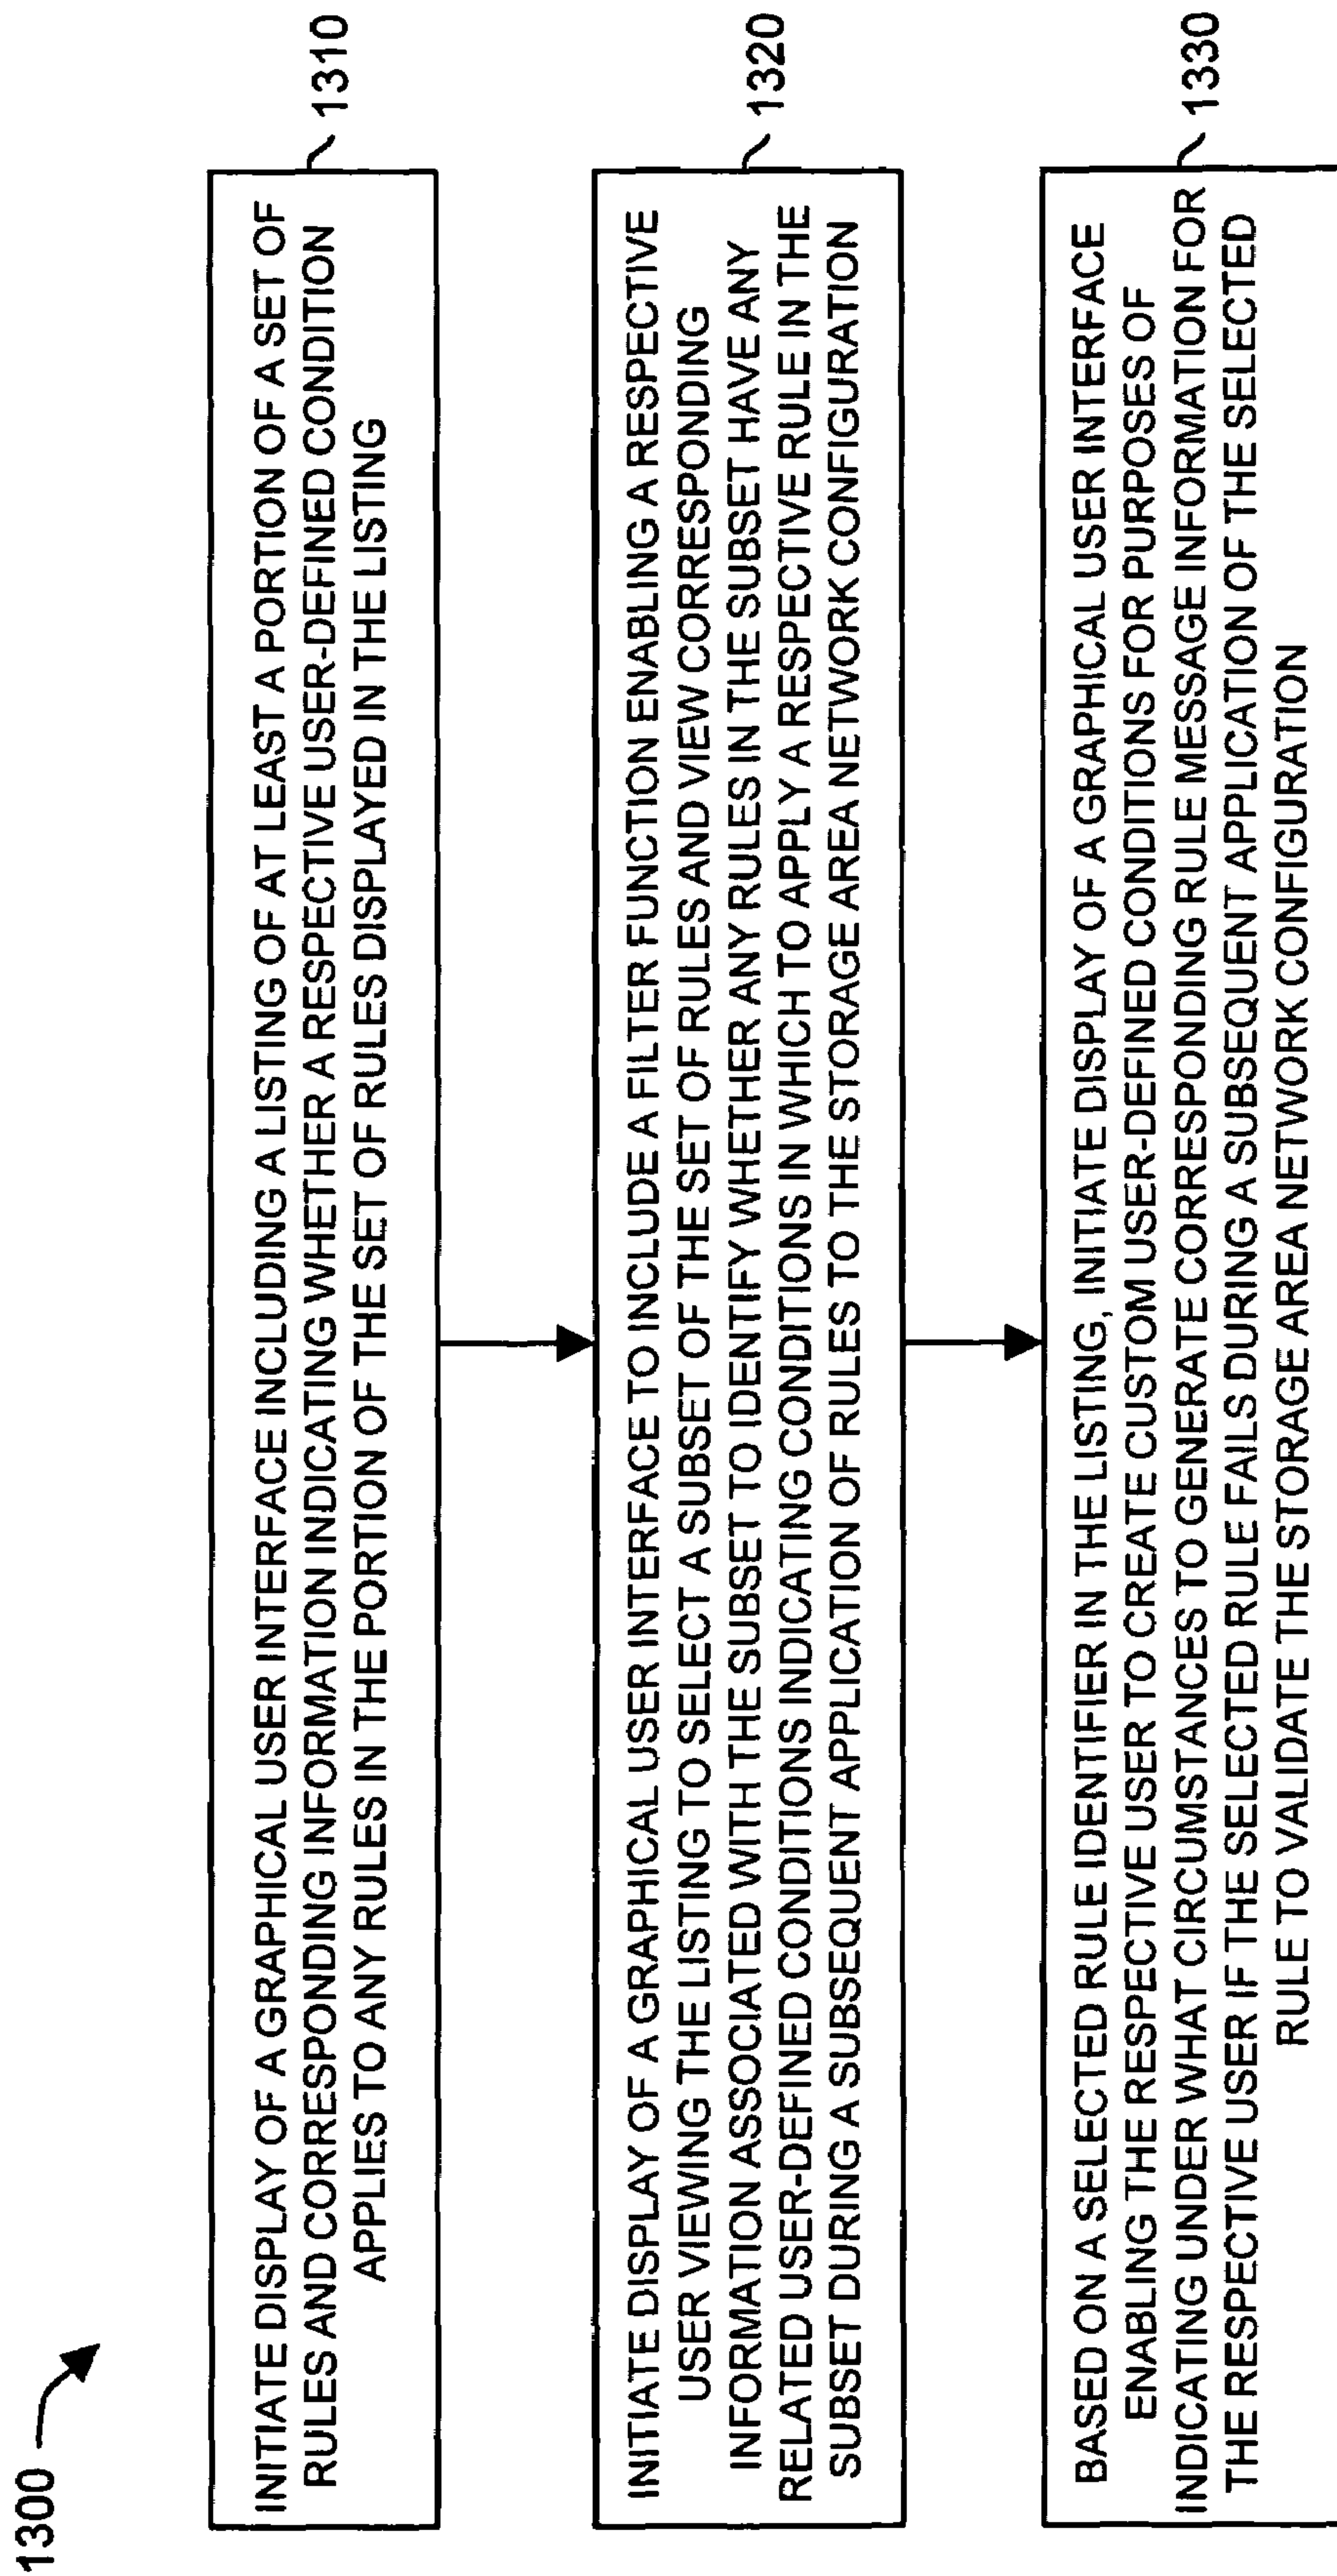 1300
INITIATE DISPLAY OF A GRAPHICAL USER INTERFACE INCLUDING A LISTING OF AT LEAST A PORTION OF A SET OF
RULES AND CORRESPONDING INFORMATION INDICATING WHETHER A RESPECTIVE USER-DEFINED CONDITION
APPLIES TO ANY RULES IN THE PORTION OF THE SET OF RULES DISPLAYED IN THE LISTING
1310
INITIATE DISPLAY OF A GRAPHICAL USER INTERFACE TO INCLUDE A FILTER FUNCTION ENABLING A RESPECTIVE
USER VIEWING THE LISTING TO SELECT A SUBSET OF THE SET OF RULES AND VIEW CORRESPONDING
INFORMATION ASSOCIATED WITH THE SUBSET TO IDENTIFY WHETHER ANY RULES IN THE SUBSET HAVE ANY
RELATED USER-DEFINED CONDITIONS INDICATING CONDITIONS IN WHICH TO APPLY A RESPECTIVE RULE IN THE
SUBSET DURING A SUBSEQUENT APPLICATION OF RULES TO THE STORAGE AREA NETWORK CONFIGURATION
1320
BASED ON A SELECTED RULE IDENTIFIER IN THE LISTING, INITIATE DISPLAY OF A GRAPHICAL USER INTERFACE
ENABLING THE RESPECTIVE USER TO CREATE CUSTOM USER-DEFINED CONDITIONS FOR PURPOSES OF
INDICATING UNDER WHAT CIRCUMSTANCES TO GENERATE CORRESPONDING RULE MESSAGE INFORMATION FOR
THE RESPECTIVE USER IF THE SELECTED RULE FAILS DURING A SUBSEQUENT APPLICATION OF THE SELECTED
RULE TO VALIDATE THE STORAGE AREA NETWORK CONFIGURATION
1330